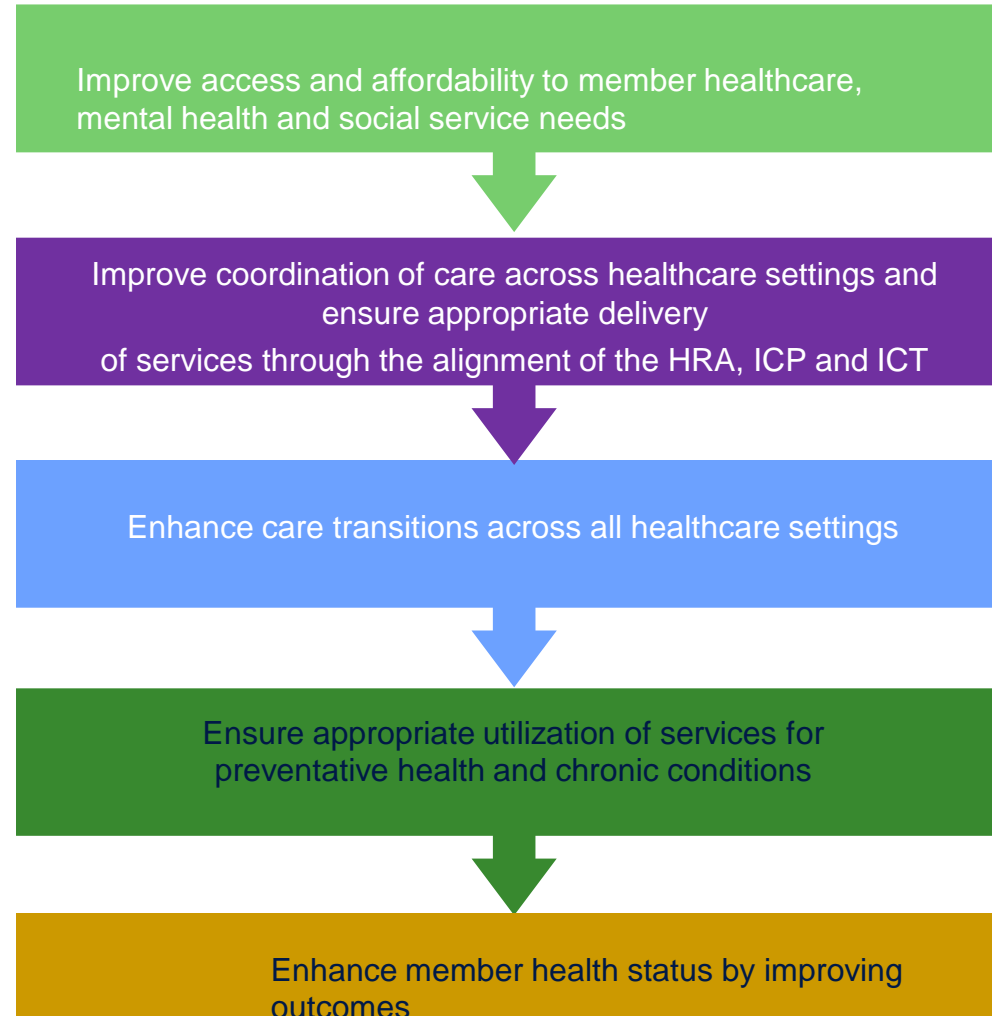 Improve access and affordability to member healthcare,
mental health and social service needs
Improve coordination of care across healthcare settings and
ensure appropriate delivery
of services through the alignment of the HRA, ICP and ICT
Enhance care transitions across all healthcare settings
Ensure appropriate utilization of services for
preventative health and chronic conditions
Enhance member health status by improving
outcomes